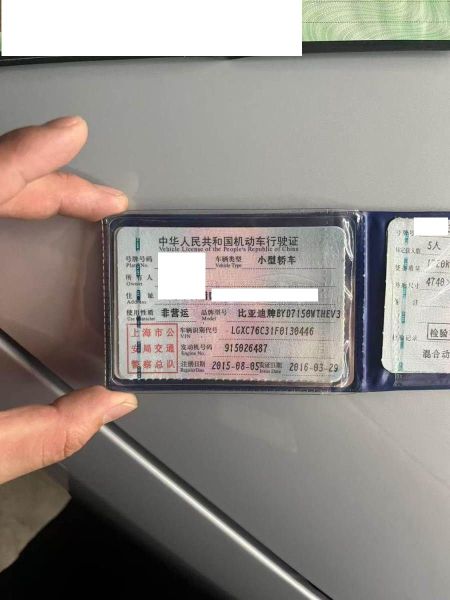 中华人民共和国机动车行驶证
Vehicle License of the People's Republic of China
号牌号码
Plate No.
车辆类型
Vehicle Type
小型轿车
所有人
Owner
住址
使用性质
Use Character
非营运
品牌型号
Model
比亚迪牌BYD7150WTHEV3
上海市公
安局交通
警察总队
车辆识别代号
VIN
LGXC76C31F0130446
发动机号码
Engine No.
915026487
注册日期
Register Date
2015-08-05
发证日期
Issue Date
2016-03-29
5人
检验
混合动